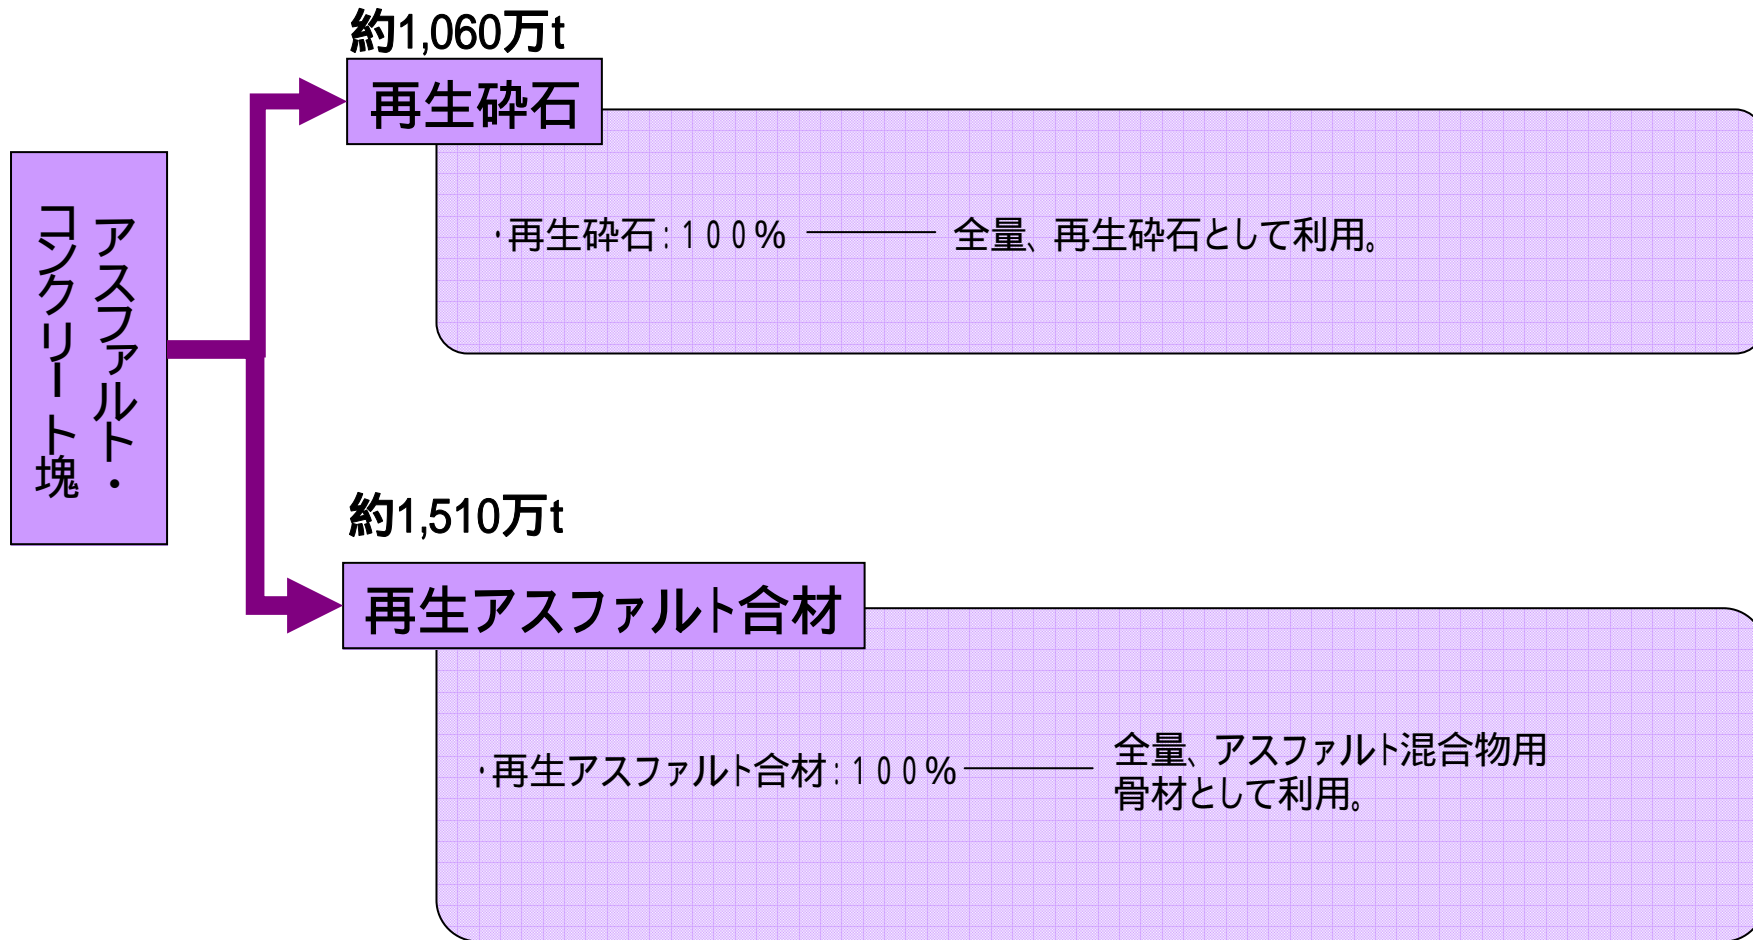 アスファルト・
コンクリート塊
約1,060万t
再生砕石
・再生砕石：１００％ 全量、再生砕石として利用。
約1,510万t
再生アスファルト合材
・再生アスファルト合材：１００％ 全量、アスファルト混合物用
骨材として利用。